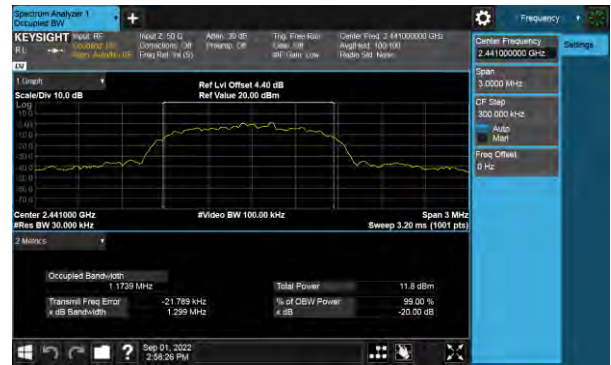 Spectrum Analyzer 1
Occupied BW
Frequency
KEYSIGHT
Input: RF
Input Z: 50 Ω
Atten: 30 dB
Trig: Free Run
Center Freq: 2.441000000 GHz
RL
Corrections: Off
Preamp: Off
Gate: Off
Avg|Hold: 100/100
Freq Ref: Int (S)
#IF Gain: Low
Radio Std: None
Center Frequency
2.441000000 GHz
Settings
Span
3.0000 MHz
CF Step
300.000 kHz
Auto
Man
Freq Offset
0 Hz
1 Graph
Scale/Div 10.0 dB
Ref Lvl Offset 4.40 dB
Ref Value 20.00 dBm
Log
Center 2.441000 GHz
#Video BW 100.00 kHz
Span 3 MHz
#Res BW 30.000 kHz
Sweep 3.20 ms (1001 pts)
2 Metrics
Occupied Bandwidth
1.1739 MHz
Total Power
11.8 dBm
Transmit Freq Error
-21.789 kHz
% of OBW Power
99.00 %
x dB Bandwidth
1.299 MHz
x dB
-20.00 dB
?
Sep 01, 2022
2:56:26 PM